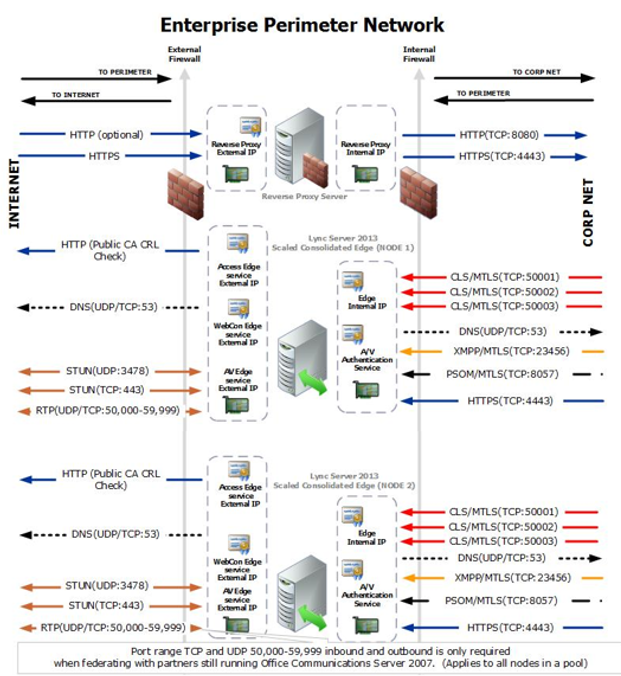 Enterprise Perimeter Network
External
Firewall
Internal
Firewall
TO PERIMETER
TO CORP NET
TO INTERNET
TO PERIMETER
INTERNET
CORP NET
HTTP (optional)
HTTPS
Reverse Proxy
External IP
Reverse Proxy
Internal IP
HTTP(TCP:8080)
HTTPS(TCP:4443)
Reverse Proxy Server
Lync Server 2013
Scaled Consolidated Edge (NODE 1)
HTTP (Public CA CRL
Check)
DNS(UDP/TCP:53)
STUN(UDP:3478)
STUN(TCP:443)
RTP(UDP/TCP:50,000-59,999)
Access Edge
service
External IP
WebCon Edge
service
External IP
AV Edge
service
External IP
Edge
Internal IP
A/V
Authentication
Service
CLS/MTLS(TCP:50001)
CLS/MTLS(TCP:50002)
CLS/MTLS(TCP:50003)
DNS(UDP/TCP:53)
XMPP/MTLS(TCP:23456)
PSOM/MTLS(TCP:8057)
HTTPS(TCP:4443)
Lync Server 2013
Scaled Consolidated Edge (NODE 2)
HTTP (Public CA CRL
Check)
DNS(UDP/TCP:53)
STUN(UDP:3478)
STUN(TCP:443)
RTP(UDP/TCP:50,000-59,999)
Access Edge
service
External IP
WebCon Edge
service
External IP
AV Edge
service
External IP
Edge
Internal IP
A/V
Authentication
Service
CLS/MTLS(TCP:50001)
CLS/MTLS(TCP:50002)
CLS/MTLS(TCP:50003)
DNS(UDP/TCP:53)
XMPP/MTLS(TCP:23456)
PSOM/MTLS(TCP:8057)
HTTPS(TCP:4443)
Port range TCP and UDP 50,000-59,999 inbound and outbound is only required
when federating with partners still running Office Communications Server 2007. (Applies to all nodes in a pool)